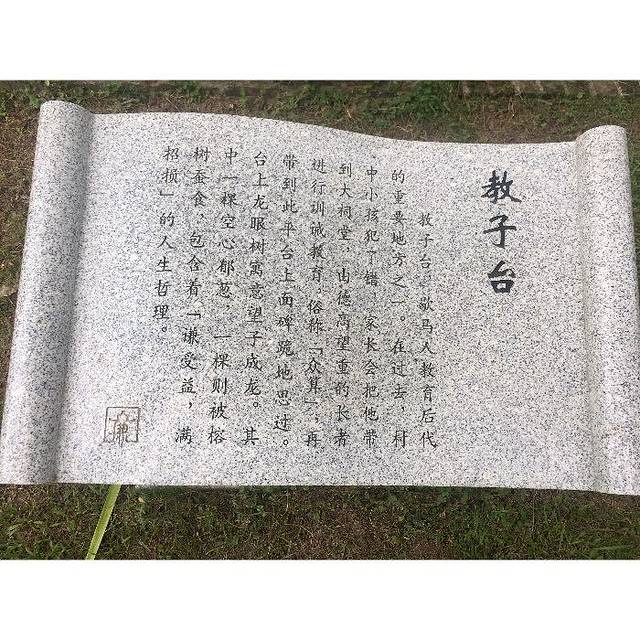 教子台
教子台，歇马人教育后代
的重要地方之一。在过去，村
中小孩犯了错，家长会把他带
到大祠堂，由德高望重的长者
进行训诫教育，俗称「众算」，再
带到此平台上面碑跪地思过。
台上龙眼树寓意望子成龙。其
中一棵空心郁葱，一棵则被榕
树蚕食，包含着「谦受益，满
招损」的人生哲理。